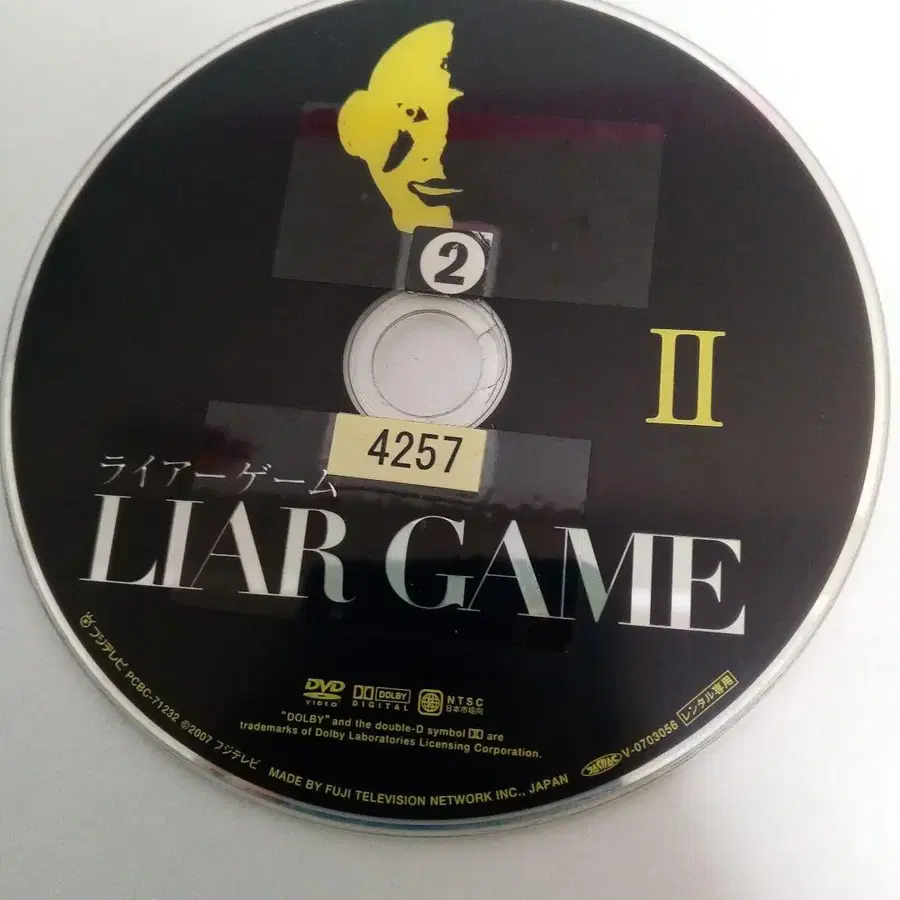 2
II
4257
ライアーゲーム
LIAR GAME
DVD VIDEO
DOLBY DIGITAL
NTSC
日本市場向
"DOLBY" and the double-D symbol are
trademarks of Dolby Laboratories Licensing Corporation.
フジテレビ PCBC-71232 ©2007 フジテレビ MADE BY FUJI TELEVISION NETWORK INC., JAPAN JASRAC V-0703056 レンタル専用